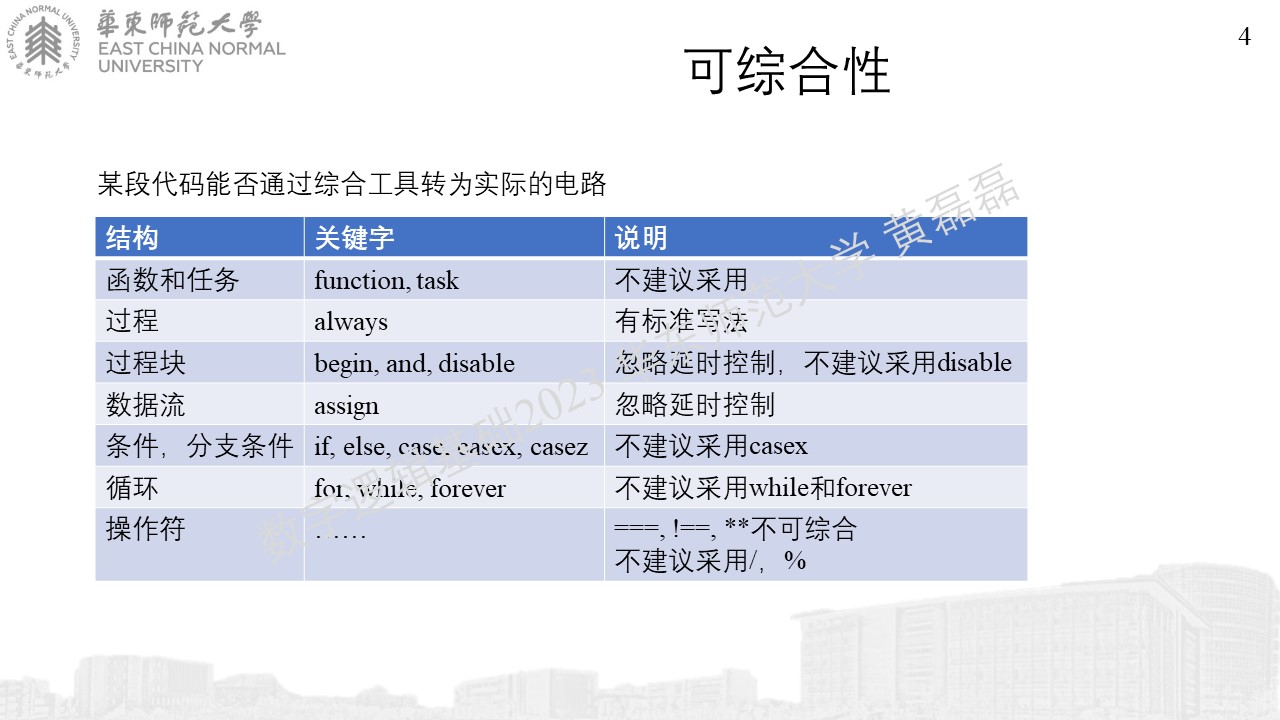 華東師範大學
EAST CHINA NORMAL
UNIVERSITY
4
可综合性
某段代码能否通过综合工具转为实际的电路
结构 关键字 说明
函数和任务 function, task 不建议采用
过程 always 有标准写法
过程块 begin, and, disable 忽略延时控制，不建议采用disable
数据流 assign 忽略延时控制
条件，分支条件 if, else, case, casex, casez 不建议采用casex
循环 for, while, forever 不建议采用while和forever
操作符 …… ===, !==, **不可综合
不建议采用/，%
数字逻辑基础2023 华东师范大学 黄磊磊
EAST CHINA NORMAL UNIVERSITY
華東师范大學